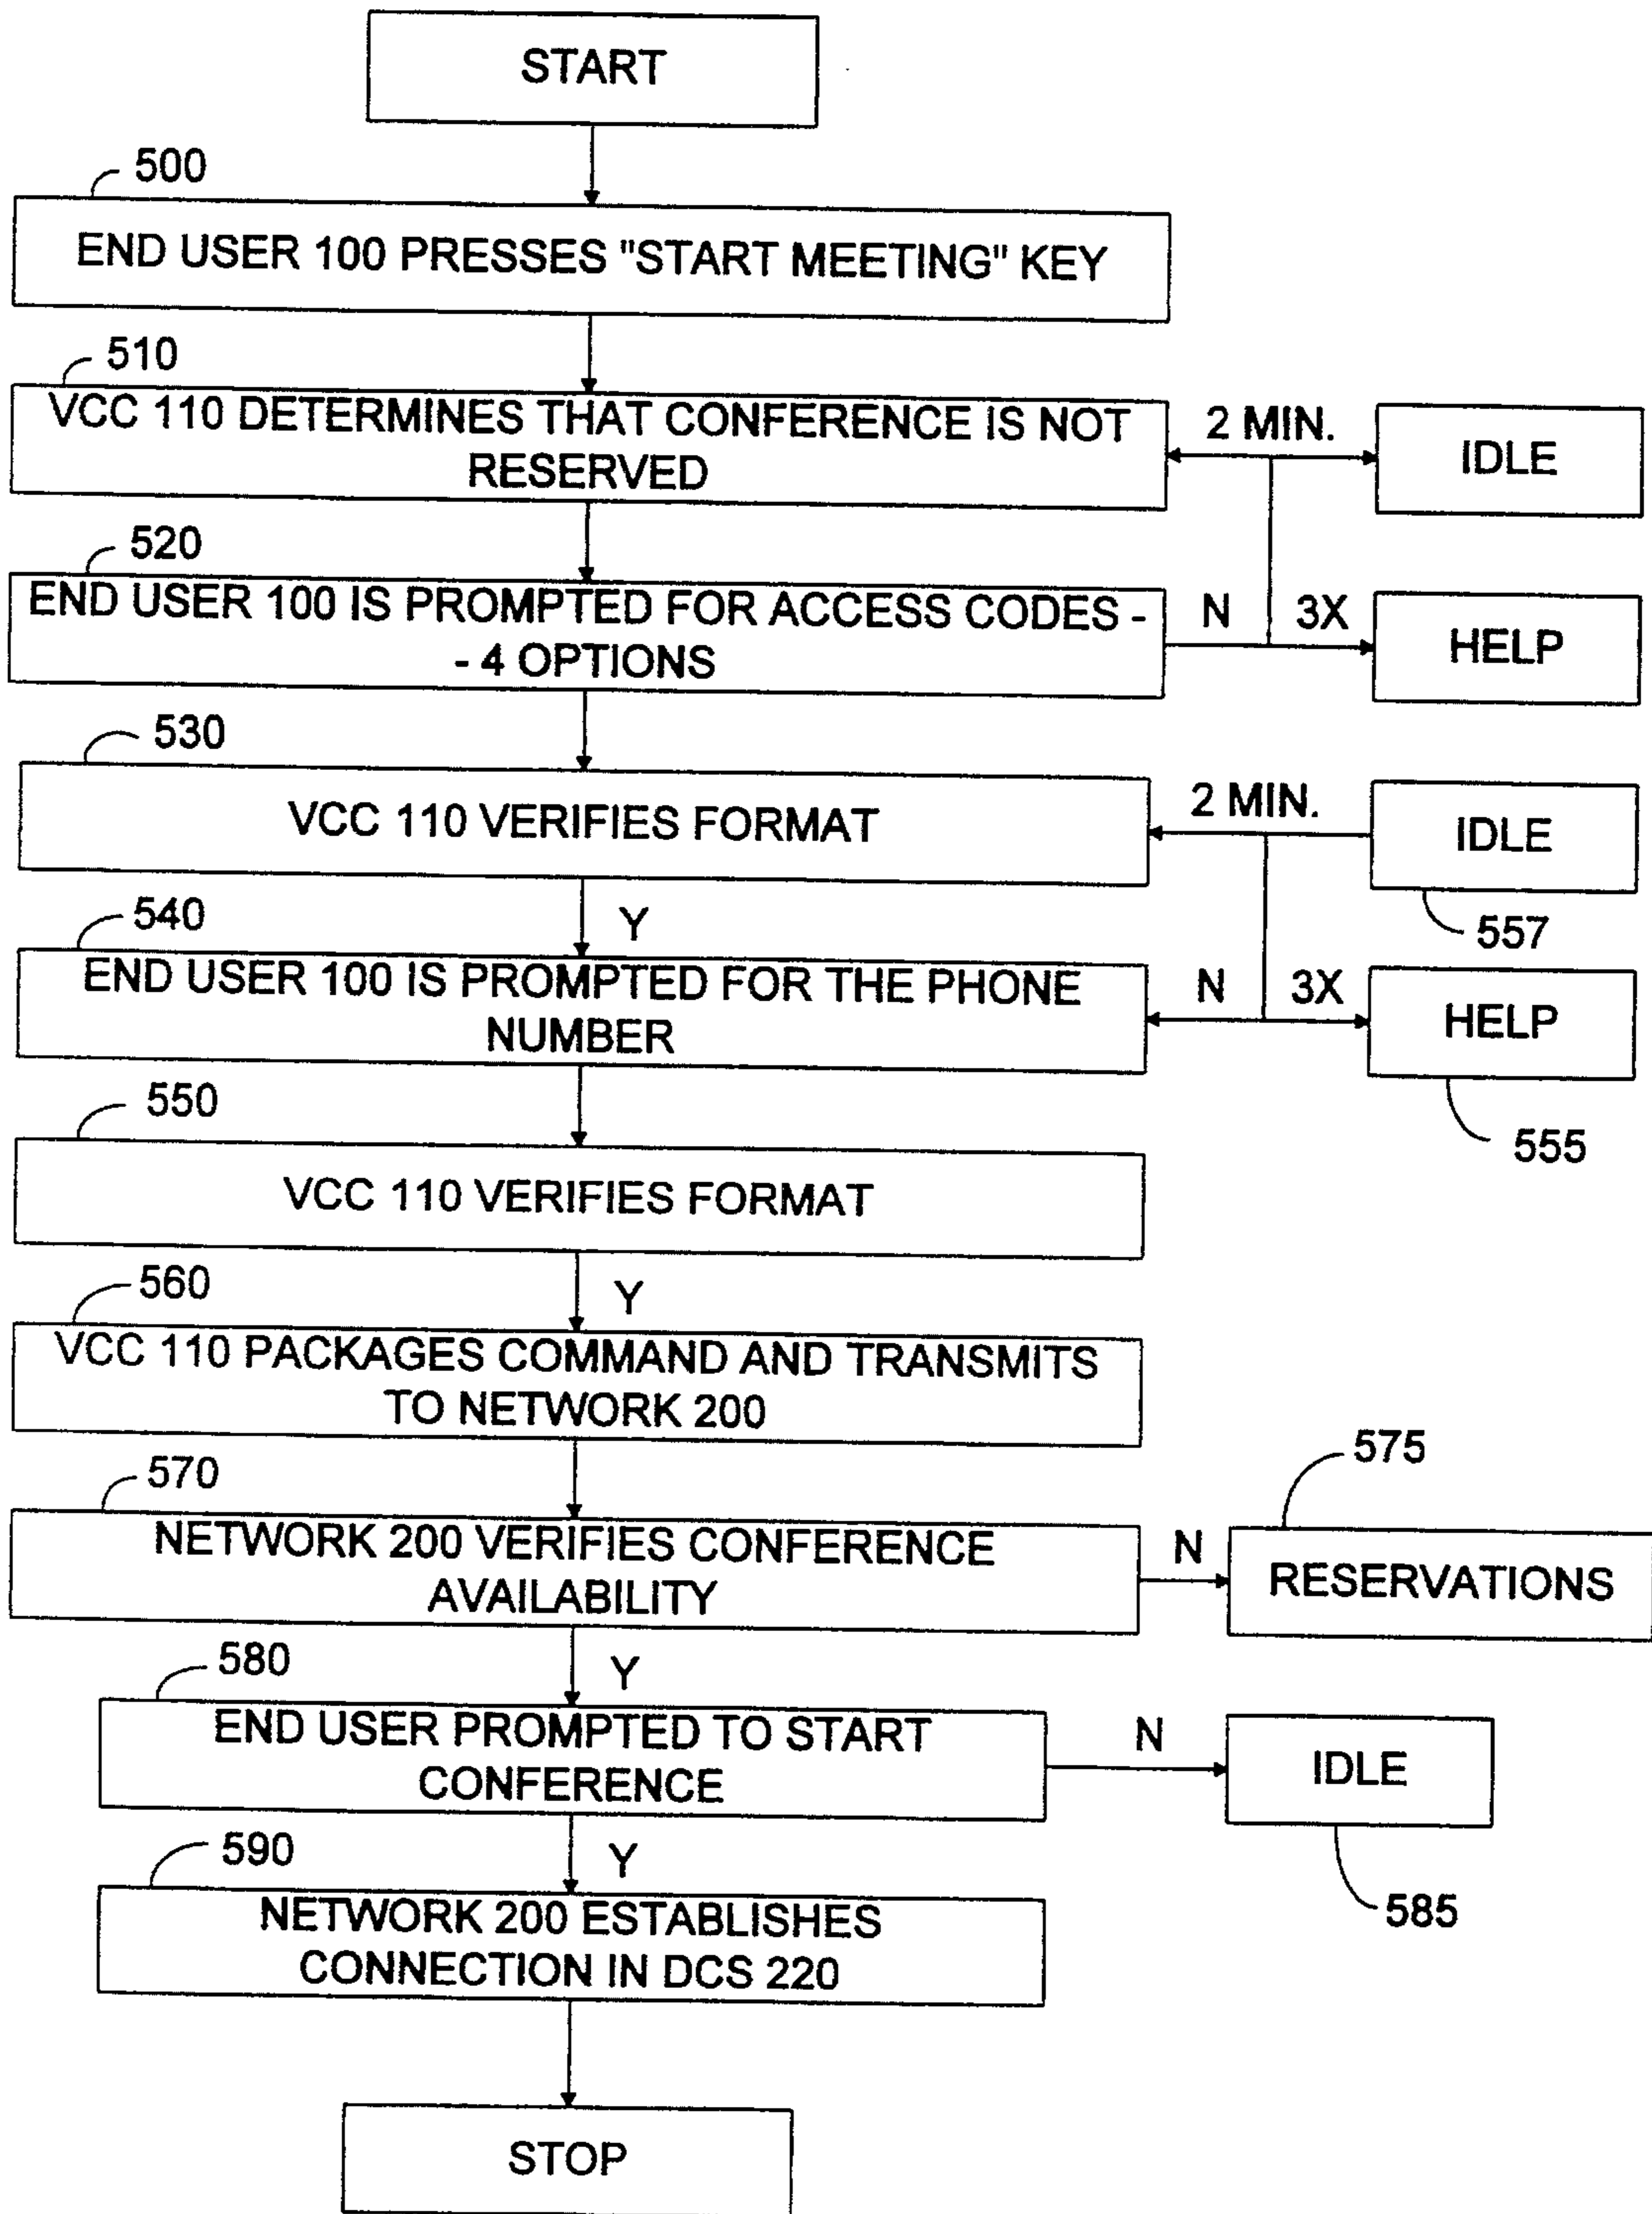 START
500
END USER 100 PRESSES "START MEETING" KEY
510
VCC 110 DETERMINES THAT CONFERENCE IS NOT
RESERVED
2 MIN.
IDLE
520
END USER 100 IS PROMPTED FOR ACCESS CODES -
- 4 OPTIONS
N
3X
HELP
530
VCC 110 VERIFIES FORMAT
2 MIN.
IDLE
557
Y
540
END USER 100 IS PROMPTED FOR THE PHONE
NUMBER
N
3X
HELP
555
550
VCC 110 VERIFIES FORMAT
Y
560
VCC 110 PACKAGES COMMAND AND TRANSMITS
TO NETWORK 200
570
NETWORK 200 VERIFIES CONFERENCE
AVAILABILITY
N
575
RESERVATIONS
Y
580
END USER PROMPTED TO START
CONFERENCE
N
IDLE
585
Y
590
NETWORK 200 ESTABLISHES
CONNECTION IN DCS 220
STOP